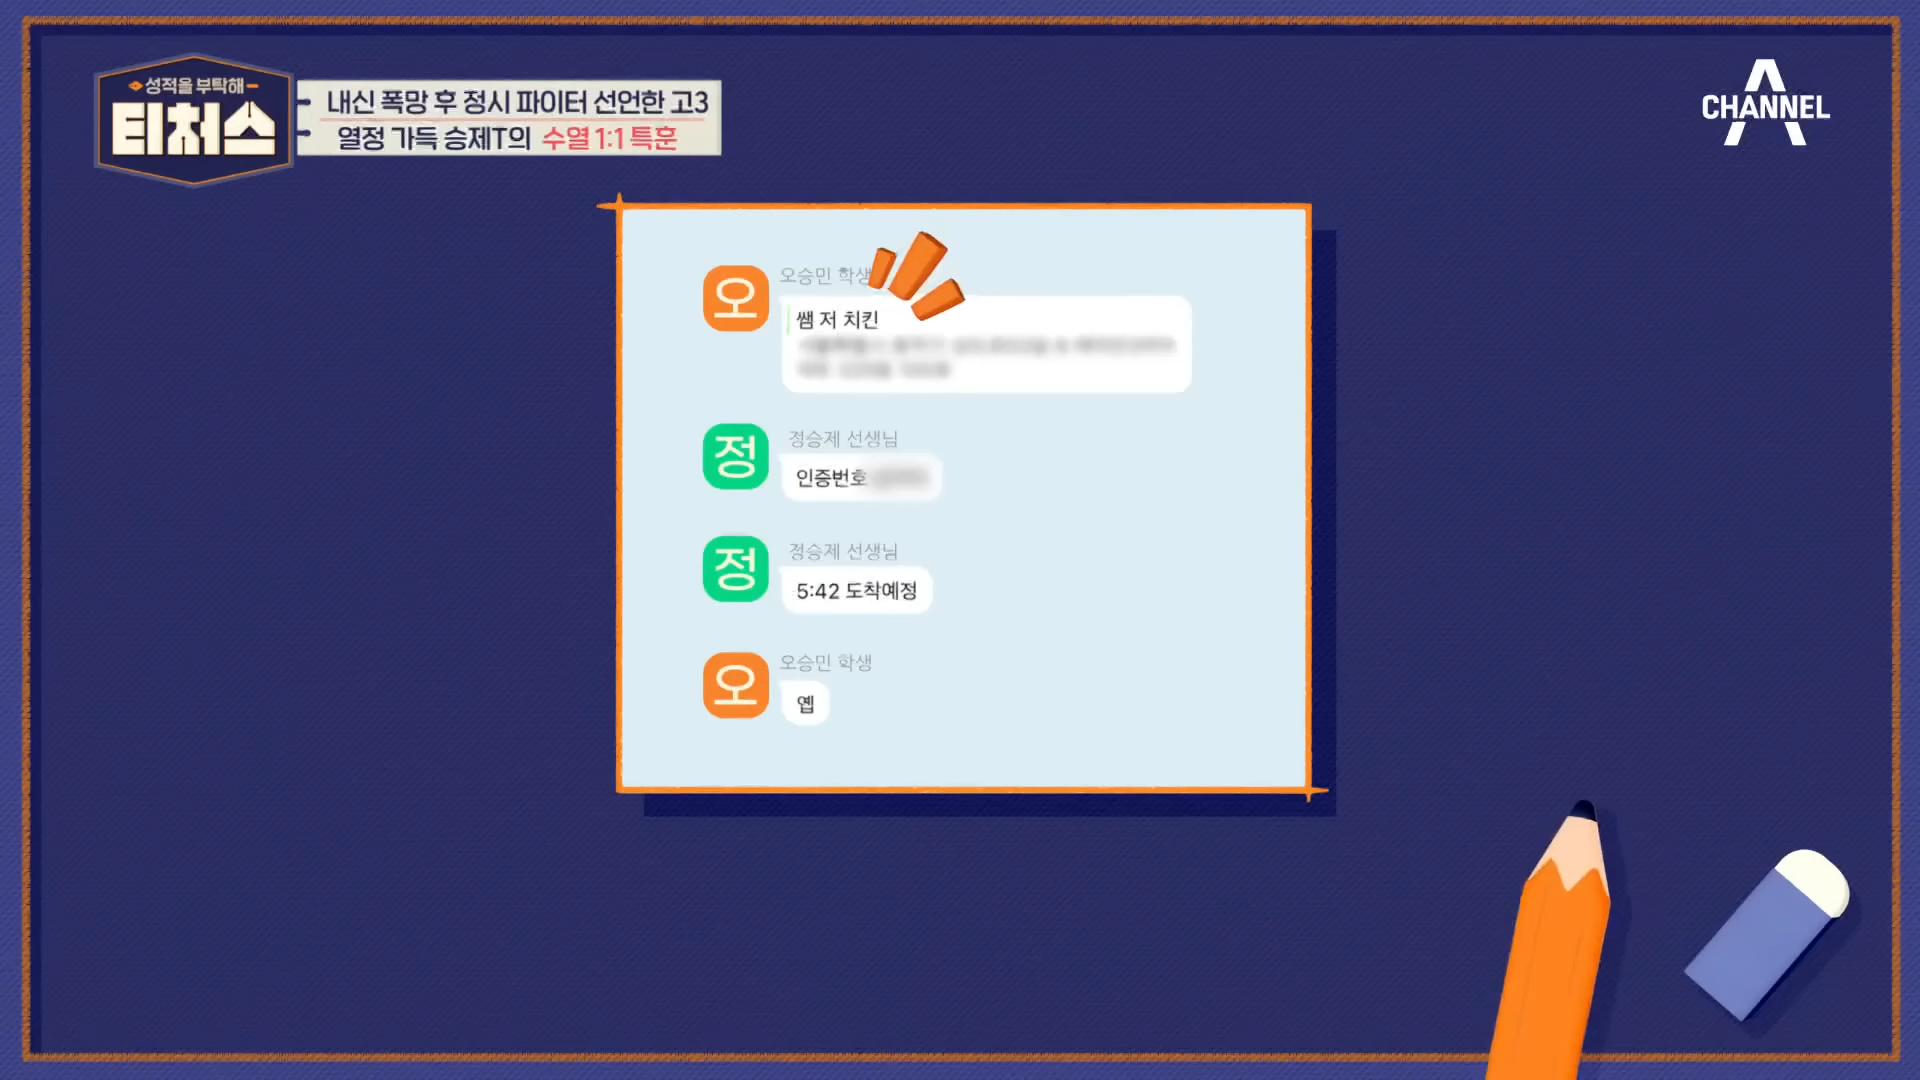 성적을 부탁해
티처스
내신 폭망 후 정시 파이터 선언한 고3
열정 가득 승제T의 수열 1:1 특훈
CHANNEL A
오
오승민 학생
쌤 저 치킨
정
정승제 선생님
인증번호
정
정승제 선생님
5:42 도착예정
오
오승민 학생
옙